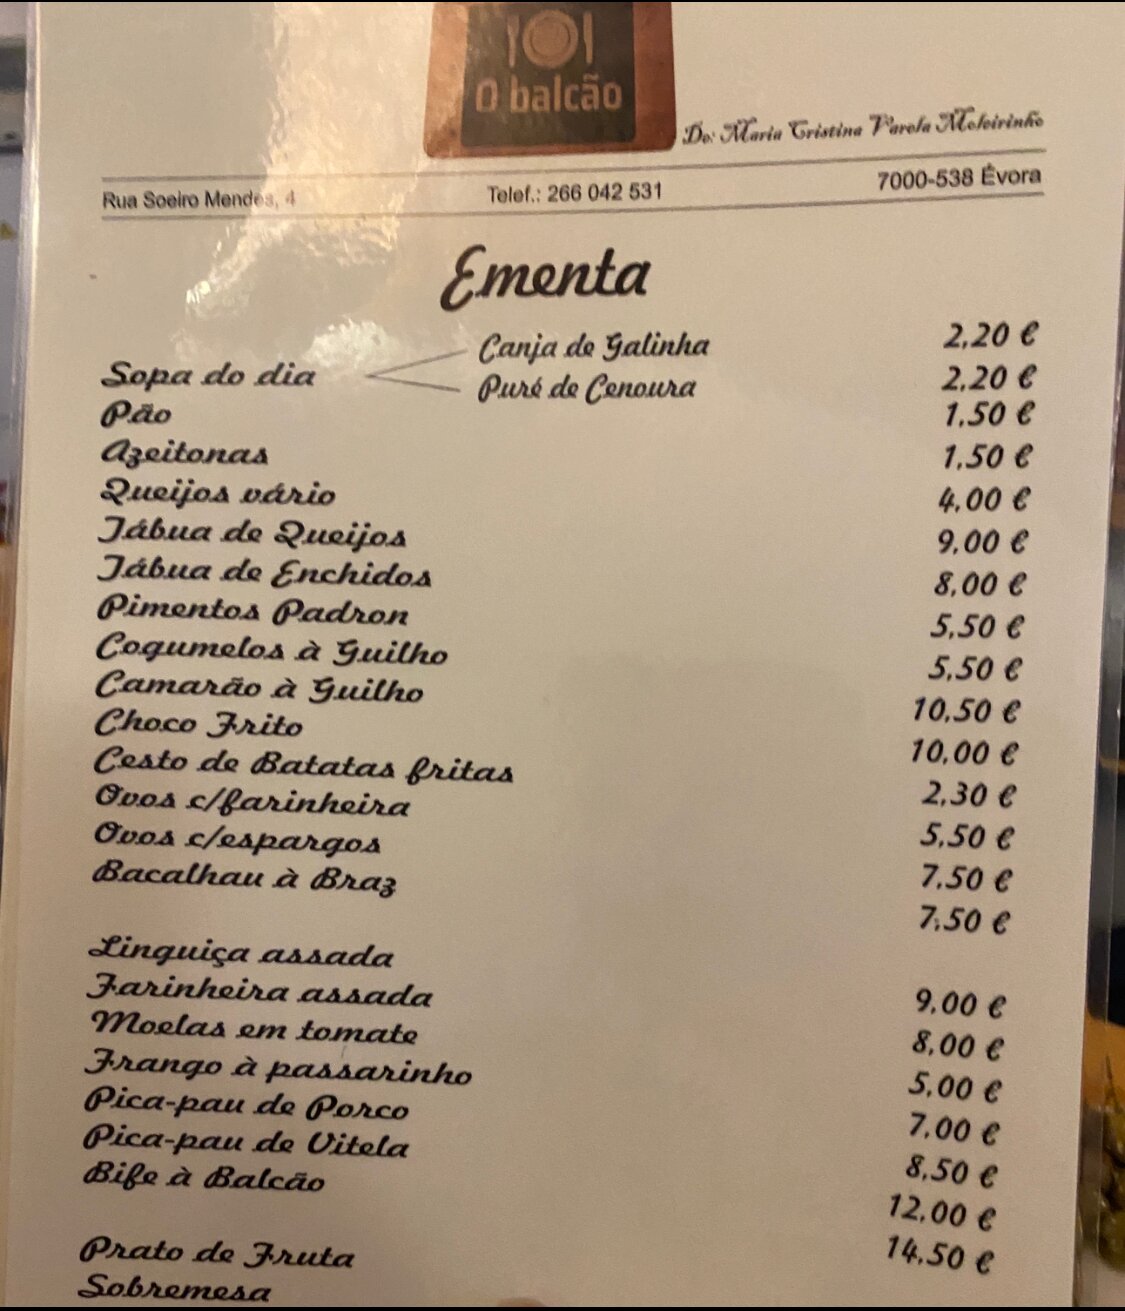 O balcão
De: Maria Cristina Varela Moleirinho
Rua Soeiro Mendes, 4 Telef.: 266 042 531 7000-538 Évora
Ementa
Canja de Galinha 2,20 €
Sopa do dia
Puré de Cenoura 2,20 €
Pão 1,50 €
Azeitonas 1,50 €
Queijos vário 4,00 €
Tábua de Queijos 9,00 €
Tábua de Enchidos 8,00 €
Pimentos Padron 5,50 €
Cogumelos à Guilho 5,50 €
Camarão à Guilho 10,50 €
Choco Frito 10,00 €
Cesto de Batatas fritas 2,30 €
Ovos c/farinheira 5,50 €
Ovos c/espargos 7,50 €
Bacalhau à Braz 7,50 €
Linguiça assada 9,00 €
Farinheira assada 8,00 €
Moelas em tomate 5,00 €
Frango à passarinho 7,00 €
Pica-pau de Porco 8,50 €
Pica-pau de Vitela 12,00 €
Bife à Balcão 14,50 €
Prato de Fruta
Sobremesa